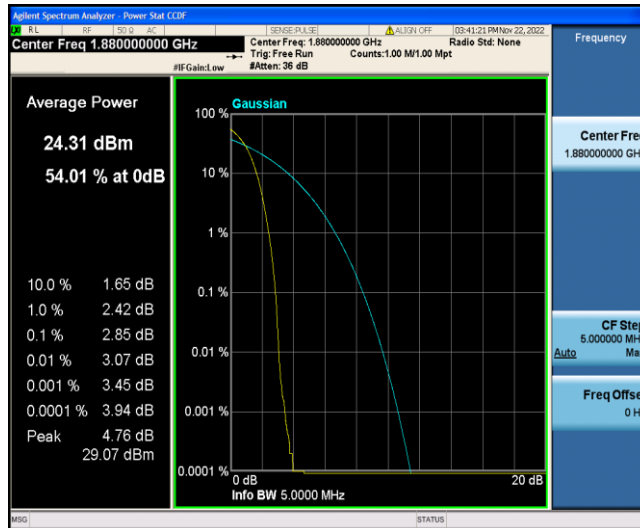 Agilent Spectrum Analyzer - Power Stat CCDF
RL RF 50 Ω AC SENSE:PULSE ALIGN OFF 03:41:21 PM Nov 22, 2022
Center Freq 1.880000000 GHz
Center Freq: 1.880000000 GHz Radio Std: None
Trig: Free Run Counts:1.00 M/1.00 Mpt
#IFGain:Low #Atten: 36 dB
Frequency
Average Power
24.31 dBm
54.01 % at 0dB
10.0 % 1.65 dB
1.0 % 2.42 dB
0.1 % 2.85 dB
0.01 % 3.07 dB
0.001 % 3.45 dB
0.0001 % 3.94 dB
Peak 4.76 dB
29.07 dBm
Gaussian
100 %
10 %
1 %
0.1 %
0.01 %
0.001 %
0.0001 %
0 dB 20 dB
Info BW 5.0000 MHz
Center Fre
1.880000000 GH
CF Ste
5.000000 MH
Auto Ma
Freq Offse
0 H
MSG STATUS